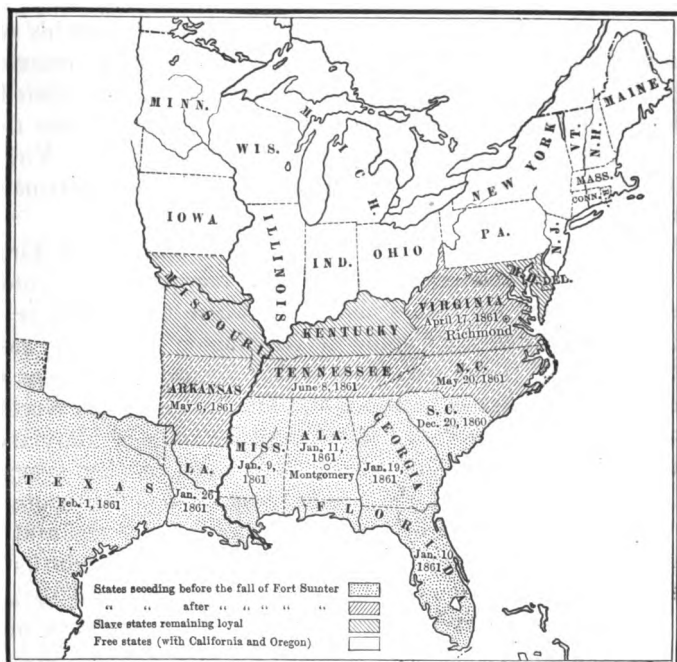 MINN.
WIS.
MICH.
IOWA
ILLINOIS
IND.
OHIO
PA.
NEW YORK
VT.
N.H.
MAINE
MASS.
CONN.
N.J.
MD.
DEL.
MISSOURI
KENTUCKY
VIRGINIA
April 17, 1861
Richmond
ARKANSAS
May 6, 1861
TENNESSEE
June 8, 1861
N.C.
May 20, 1861
S.C.
Dec. 20, 1860
TEXAS
Feb. 1, 1861
LA.
Jan. 26
1861
MISS.
Jan. 9,
1861
ALA.
Jan. 11,
1861
Montgomery
GEORGIA
Jan. 19,
1861
FLORIDA
Jan. 10,
1861
States seceding before the fall of Fort Sumter
“ “ after “ “ “ “ “
Slave states remaining loyal
Free states (with California and Oregon)